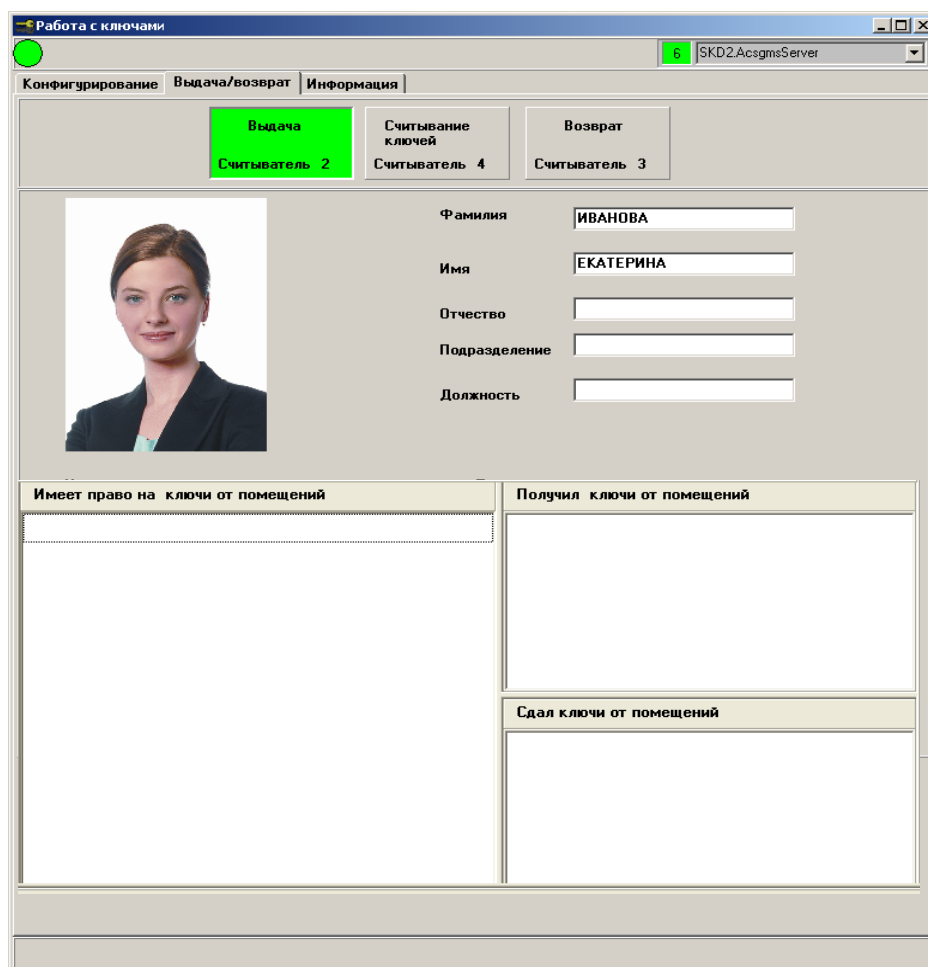 Работа с ключами
6 SKD2.AcsgmsServer
Конфигурирование Выдача/возврат Информация
Выдача Считывание ключей Возврат
Считыватель 2 Считыватель 4 Считыватель 3
Фамилия ИВАНОВА
Имя ЕКАТЕРИНА
Отчество
Подразделение
Должность
Имеет право на ключи от помещений Получил ключи от помещений
Сдал ключи от помещений